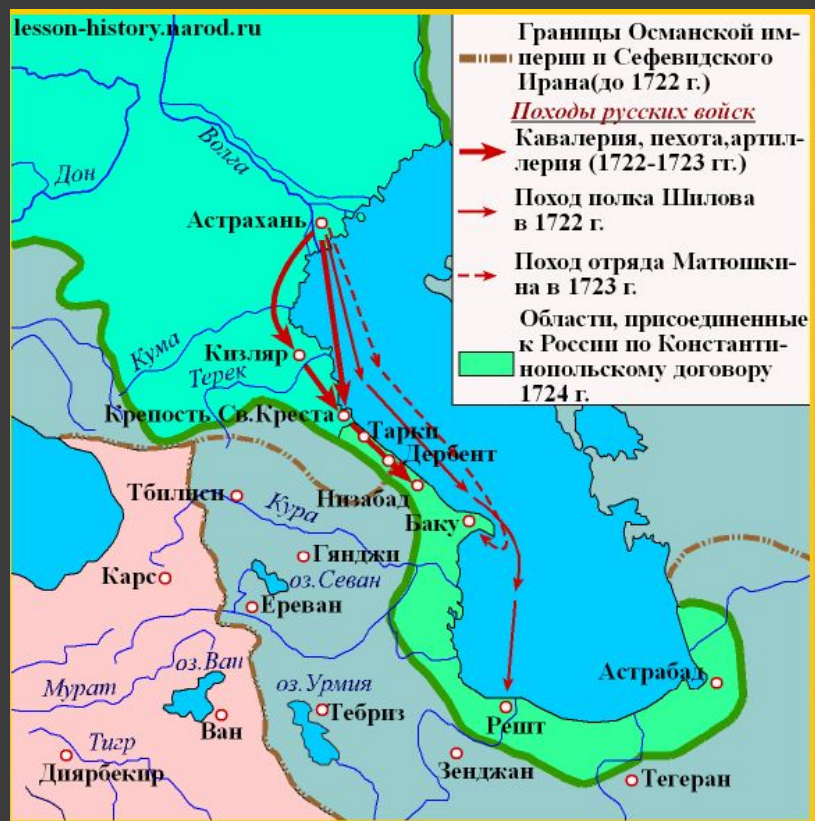 lesson-history.narod.ru
Границы Османской им-
перии и Сефевидского
Ирана(до 1722 г.)
Походы русских войск
Кавалерия, пехота,артил-
лерия (1722-1723 гг.)
Поход полка Шилова
в 1722 г.
Поход отряда Матюшки-
на в 1723 г.
Области, присоединенные
к России по Константи-
нопольскому договору
1724 г.
Волга
Дон
Астрахань
Кума
Кизляр
Терек
Крепость Св.Креста
Тарки
Дербент
Низабад
Тбилиси
Кура
Баку
Гянджи
Карс
оз.Севан
Ереван
оз.Ван
Мурат
оз.Урмия
Астрабад
Ван
Тебриз
Решт
Тигр
Диярбекир
Зенджан
Тегеран